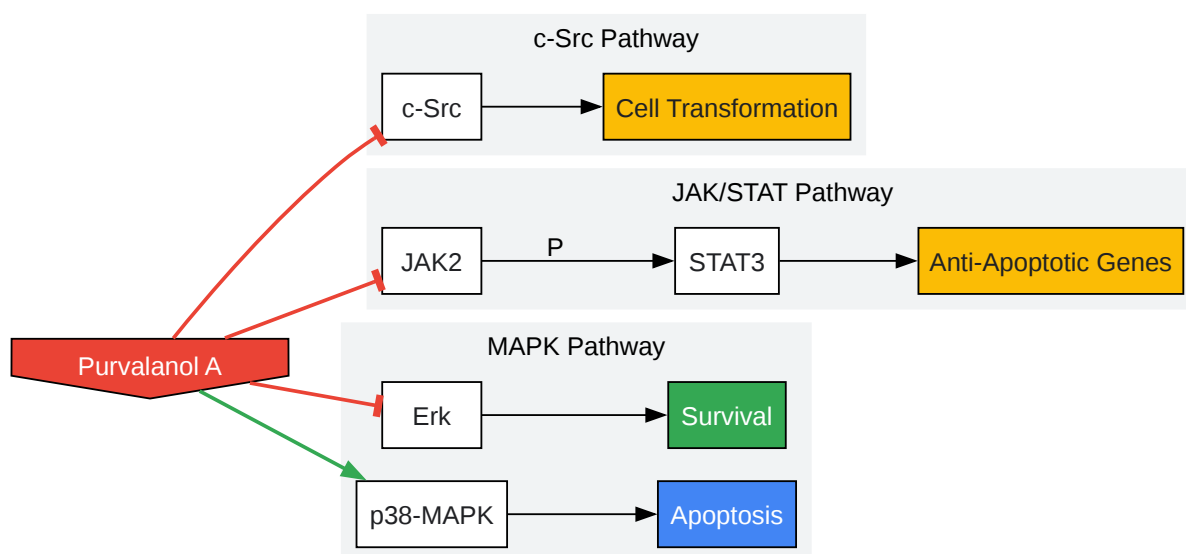 c-Src Pathway
c-Src
Cell Transformation
JAK/STAT Pathway
JAK2
P
STAT3
Anti-Apoptotic Genes
Purvalanol A
MAPK Pathway
Erk
Survival
p38-MAPK
Apoptosis